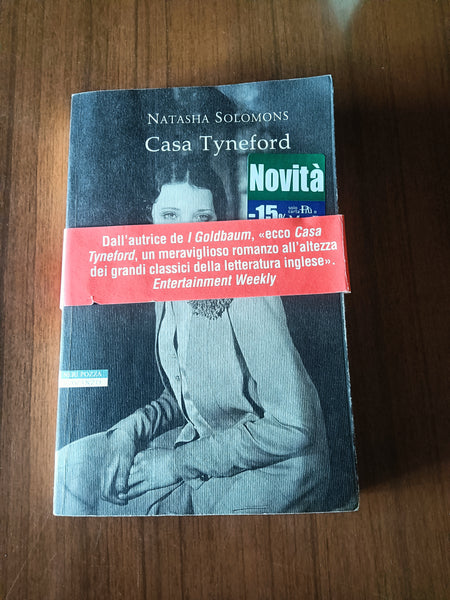 NATASHA SOLOMONS
Casa Tyneford
Novità
-15%
Dall'autrice de I Goldbaum, «ecco Casa
Tyneford, un meraviglioso romanzo all'altezza
dei grandi classici della letteratura inglese».
Entertainment Weekly
NERI POZZA